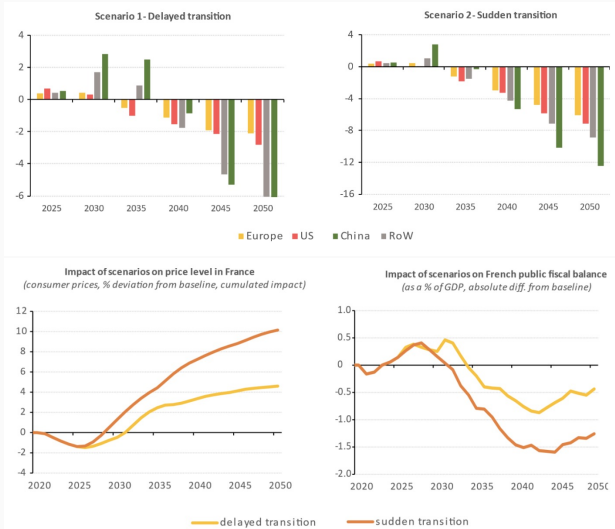 Scenario 1- Delayed transition
4
2
0
-2
-4
-6
2025 2030 2035 2040 2045 2050
Scenario 2- Sudden transition
4
0
-4
-8
-12
-16
2025 2030 2035 2040 2045 2050
Europe US China RoW
Impact of scenarios on price level in France
(consumer prices, % deviation from baseline, cumulated impact)
12
10
8
6
4
2
0
-2
-4
2020 2025 2030 2035 2040 2045 2050
Impact of scenarios on French public fiscal balance
(as a % of GDP, absolute diff. from baseline)
1.0
0.5
0
-0.5
-1.0
-1.5
-2.0
2020 2025 2030 2035 2040 2045 2050
delayed transition sudden transition